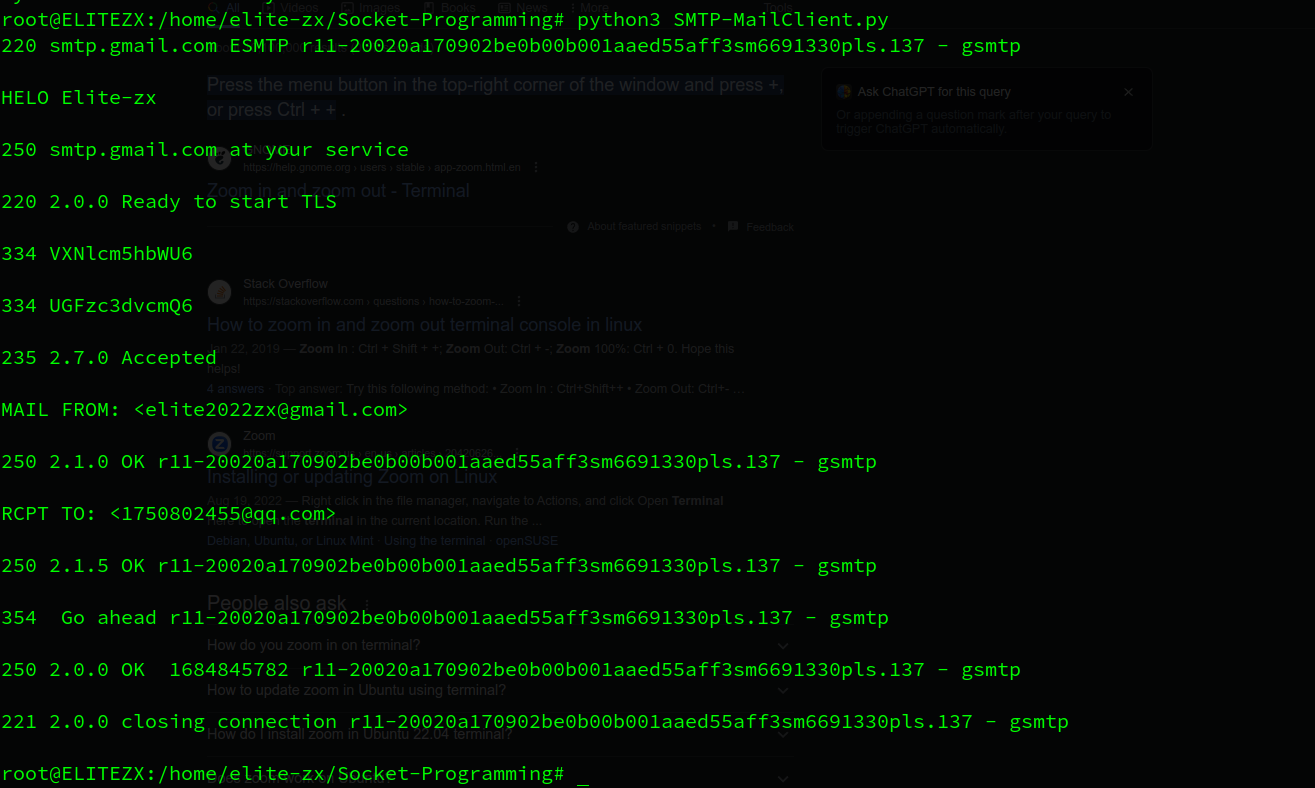 root@ELITEZX:/home/elite-zx/Socket-Programming# python3 SMTP-MailClient.py
220 smtp.gmail.com ESMTP r11-20020a170902be0b00b001aaed55aff3sm6691330pls.137 - gsmtp
Press the menu button in the top-right corner of the window and press +,
Ask ChatGPT for this query
HELO Elite-zx
or press Ctrl + + .
Or appending a question mark after your query to
trigger ChatGPT automatically.
250 smtp.gmail.com at your service
https://help.gnome.org › users › stable › app-zoom.html.en
Zoom in and zoom out - Terminal
220 2.0.0 Ready to start TLS
About featured snippets • Feedback
334 VXNlcm5hbWU6
Stack Overflow
https://stackoverflow.com › questions › how-to-zoom-...
334 UGFzc3dvcmQ6
How to zoom in and zoom out terminal console in linux
Jan 22, 2019 — Zoom In : Ctrl + Shift + +; Zoom Out: Ctrl + -; Zoom 100%: Ctrl + 0. Hope this
235 2.7.0 Accepted
helps!
4 answers · Top answer: Try this following method: • Zoom In : Ctrl+Shift++ • Zoom Out: Ctrl+- ...
MAIL FROM: <elite2022zx@gmail.com>
Zoom
250 2.1.0 OK r11-20020a170902be0b00b001aaed55aff3sm6691330pls.137 - gsmtp
Installing or updating Zoom on Linux
Aug 19, 2022 — Right click in the file manager, navigate to Actions, and click Open Terminal
RCPT TO: <1750802455@qq.com>
terminal in the current location. Run the ...
Debian, Ubuntu, or Linux Mint · Using the terminal · openSUSE
250 2.1.5 OK r11-20020a170902be0b00b001aaed55aff3sm6691330pls.137 - gsmtp
People also ask
354  Go ahead r11-20020a170902be0b00b001aaed55aff3sm6691330pls.137 - gsmtp
How do you zoom in on terminal?
250 2.0.0 OK  1684845782 r11-20020a170902be0b00b001aaed55aff3sm6691330pls.137 - gsmtp
How to update zoom in Ubuntu using terminal?
221 2.0.0 closing connection r11-20020a170902be0b00b001aaed55aff3sm6691330pls.137 - gsmtp
How do I install zoom in Ubuntu 22.04 terminal?
root@ELITEZX:/home/elite-zx/Socket-Programming# _